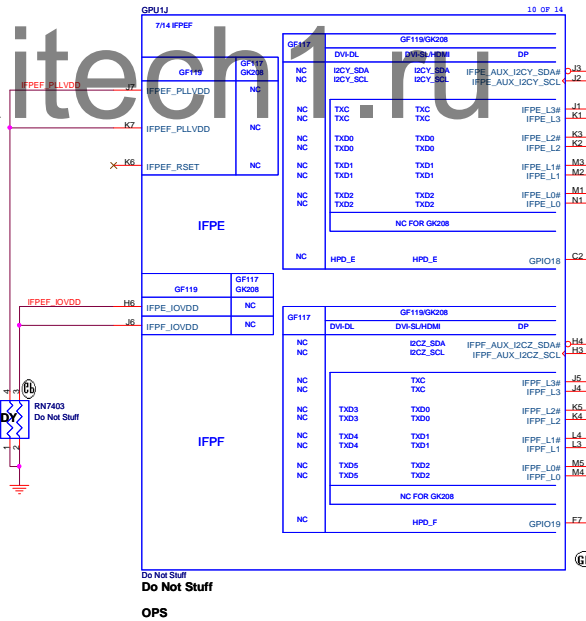 GPU1J
10 OF 14
7/14 IFPEF
GF117
GF119/GK208
DVI-DL
DVI-SL/HDMI
DP
GF119
GF117
GK208
NC
I2CY_SDA
I2CY_SDA
IFPE_AUX_I2CY_SDA#
J3
NC
I2CY_SCL
I2CY_SCL
IFPE_AUX_I2CY_SCL
J2
IFPEF_PLLVDD
J7
IFPEF_PLLVDD
NC
NC
TXC
TXC
IFPE_L3#
J1
NC
TXC
TXC
IFPE_L3
K1
K7
IFPEF_PLLVDD
NC
NC
TXD0
TXD0
IFPE_L2#
K3
NC
TXD0
TXD0
IFPE_L2
K2
K6
IFPEF_RSET
NC
NC
TXD1
TXD1
IFPE_L1#
M3
NC
TXD1
TXD1
IFPE_L1
M2
NC
TXD2
TXD2
IFPE_L0#
M1
NC
TXD2
TXD2
IFPE_L0
N1
IFPE
NC FOR GK208
NC
HPD_E
HPD_E
GPIO18
C2
GF119
GF117
GK208
IFPEF_IOVDD
H6
IFPE_IOVDD
NC
J6
IFPF_IOVDD
NC
GF117
GF119/GK208
DVI-DL
DVI-SL/HDMI
DP
NC
I2CZ_SDA
IFPF_AUX_I2CZ_SDA#
H4
NC
I2CZ_SCL
IFPF_AUX_I2CZ_SCL
H3
NC
TXC
IFPF_L3#
J5
NC
TXC
IFPF_L3
J4
NC
TXD3
TXD0
IFPF_L2#
K5
NC
TXD3
TXD0
IFPF_L2
K4
NC
TXD4
TXD1
IFPF_L1#
L4
NC
TXD4
TXD1
IFPF_L1
L3
NC
TXD5
TXD2
IFPF_L0#
M5
NC
TXD5
TXD2
IFPF_L0
M4
IFPF
NC FOR GK208
NC
HPD_F
GPIO19
F7
4
3
RN7403
Do Not Stuff
DY
1
2
Do Not Stuff
Do Not Stuff
OPS
itech1.ru